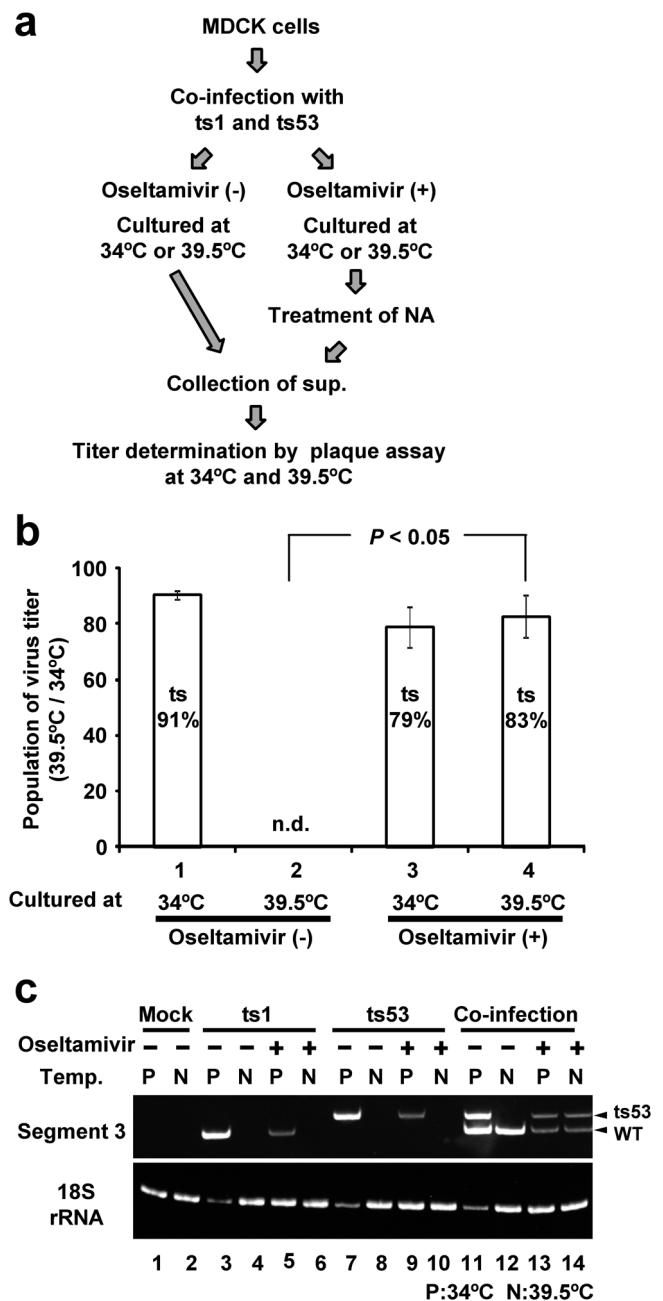 a
MDCK cells
Co-infection with
ts1 and ts53
Oseltamivir (-) Oseltamivir (+)
Cultured at Cultured at
34ºC or 39.5ºC 34ºC or 39.5ºC
Treatment of NA
Collection of sup.
Titer determination by plaque assay
at 34ºC and 39.5ºC
b
P < 0.05
Population of virus titer
(39.5ºC / 34ºC)
100
80
60
40
20
0
ts
91%
n.d.
ts
79%
ts
83%
1 2 3 4
Cultured at 34ºC 39.5ºC 34ºC 39.5ºC
Oseltamivir (-) Oseltamivir (+)
c
Mock ts1 ts53 Co-infection
Oseltamivir − − − − + + − − + + − − + +
Temp. P N P N P N P N P N P N P N
Segment 3
ts53
WT
18S
rRNA
1 2 3 4 5 6 7 8 9 10 11 12 13 14
P:34ºC N:39.5ºC